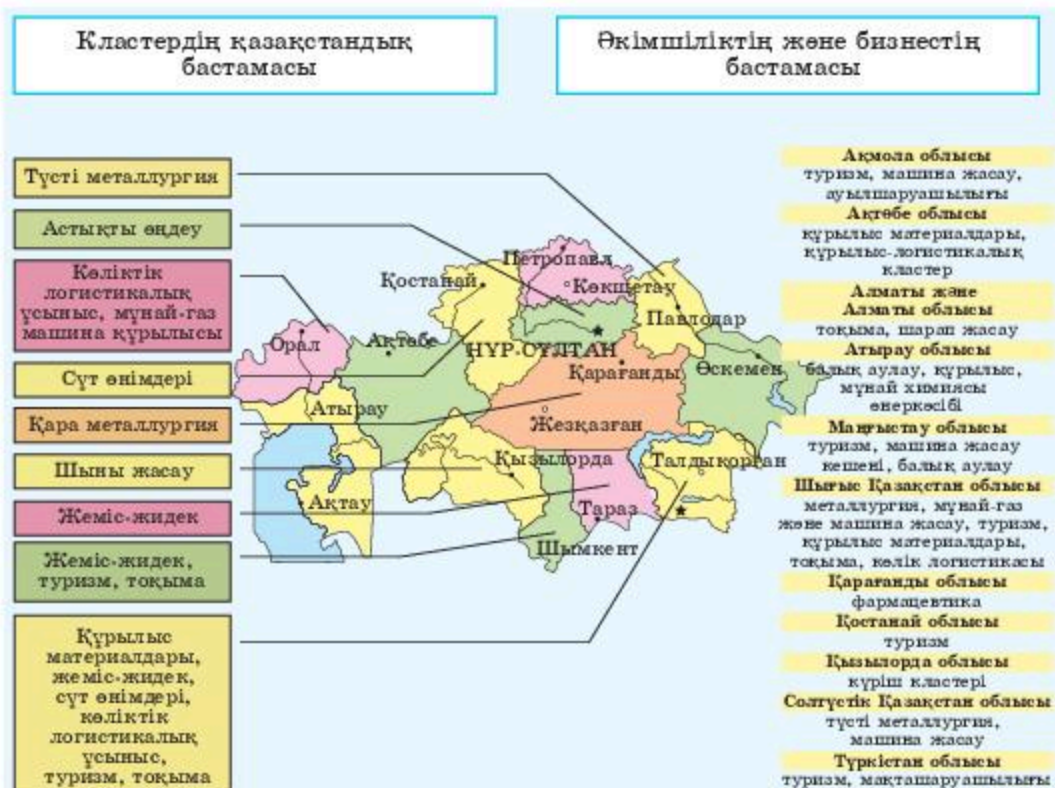 Кластердің қазақстандық
бастамасы
Әкімшіліктің және бизнестің
бастамасы
Түсті металлургия
Астықты өңдеу
Көліктік
логистикалық
ұсыныс, мұнай-газ
машина құрылысы
Сүт өнімдері
Қара металлургия
Шыны жасау
Жеміс-жидек
Жеміс-жидек,
туризм, тоқыма
Құрылыс
материалдары,
жеміс-жидек,
сүт өнімдері,
көліктік
логистикалық
ұсыныс,
туризм, тоқыма
Петропавл
Қостанай
Көкшетау
Павлодар
Орал
Ақтөбе
НҰР-СҰЛТАН
Қарағанды
Өскемен
Атырау
Жезқазған
Қызылорда
Талдықорған
Ақтау
Тараз
Шымкент
Ақмола облысы
туризм, машина жасау,
ауылшаруашылығы
Ақтөбе облысы
құрылыс материалдары,
құрылыс-логистикалық
кластер
Алматы және
Алматы облысы
тоқыма, шарап жасау
Атырау облысы
балық аулау, құрылыс,
мұнай химиясы
өнеркәсібі
Маңғыстау облысы
туризм, машина жасау
кешені, балық аулау
Шығыс Қазақстан облысы
металлургия, мұнай-газ
және машина жасау, туризм,
құрылыс материалдары,
тоқыма, көлік логистикасы
Қарағанды облысы
фармацевтика
Қостанай облысы
туризм
Қызылорда облысы
күріш кластері
Солтүстік Қазақстан облысы
түсті металлургия,
машина жасау
Түркістан облысы
туризм, мақташаруашылығы